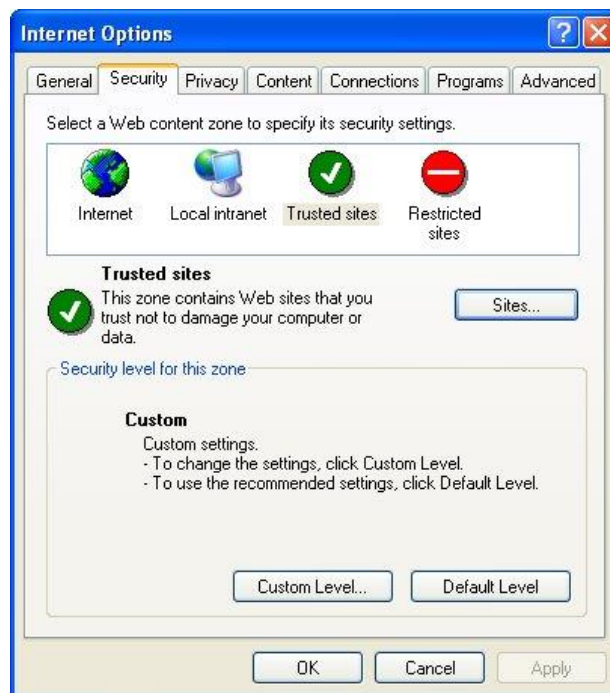 Internet Options
General Security Privacy Content Connections Programs Advanced
Select a Web content zone to specify its security settings.
Internet Local intranet Trusted sites Restricted
sites
Trusted sites
This zone contains Web sites that you
trust not to damage your computer or
data.
Sites...
Security level for this zone
Custom
Custom settings.
- To change the settings, click Custom Level.
- To use the recommended settings, click Default Level.
Custom Level... Default Level
OK Cancel Apply